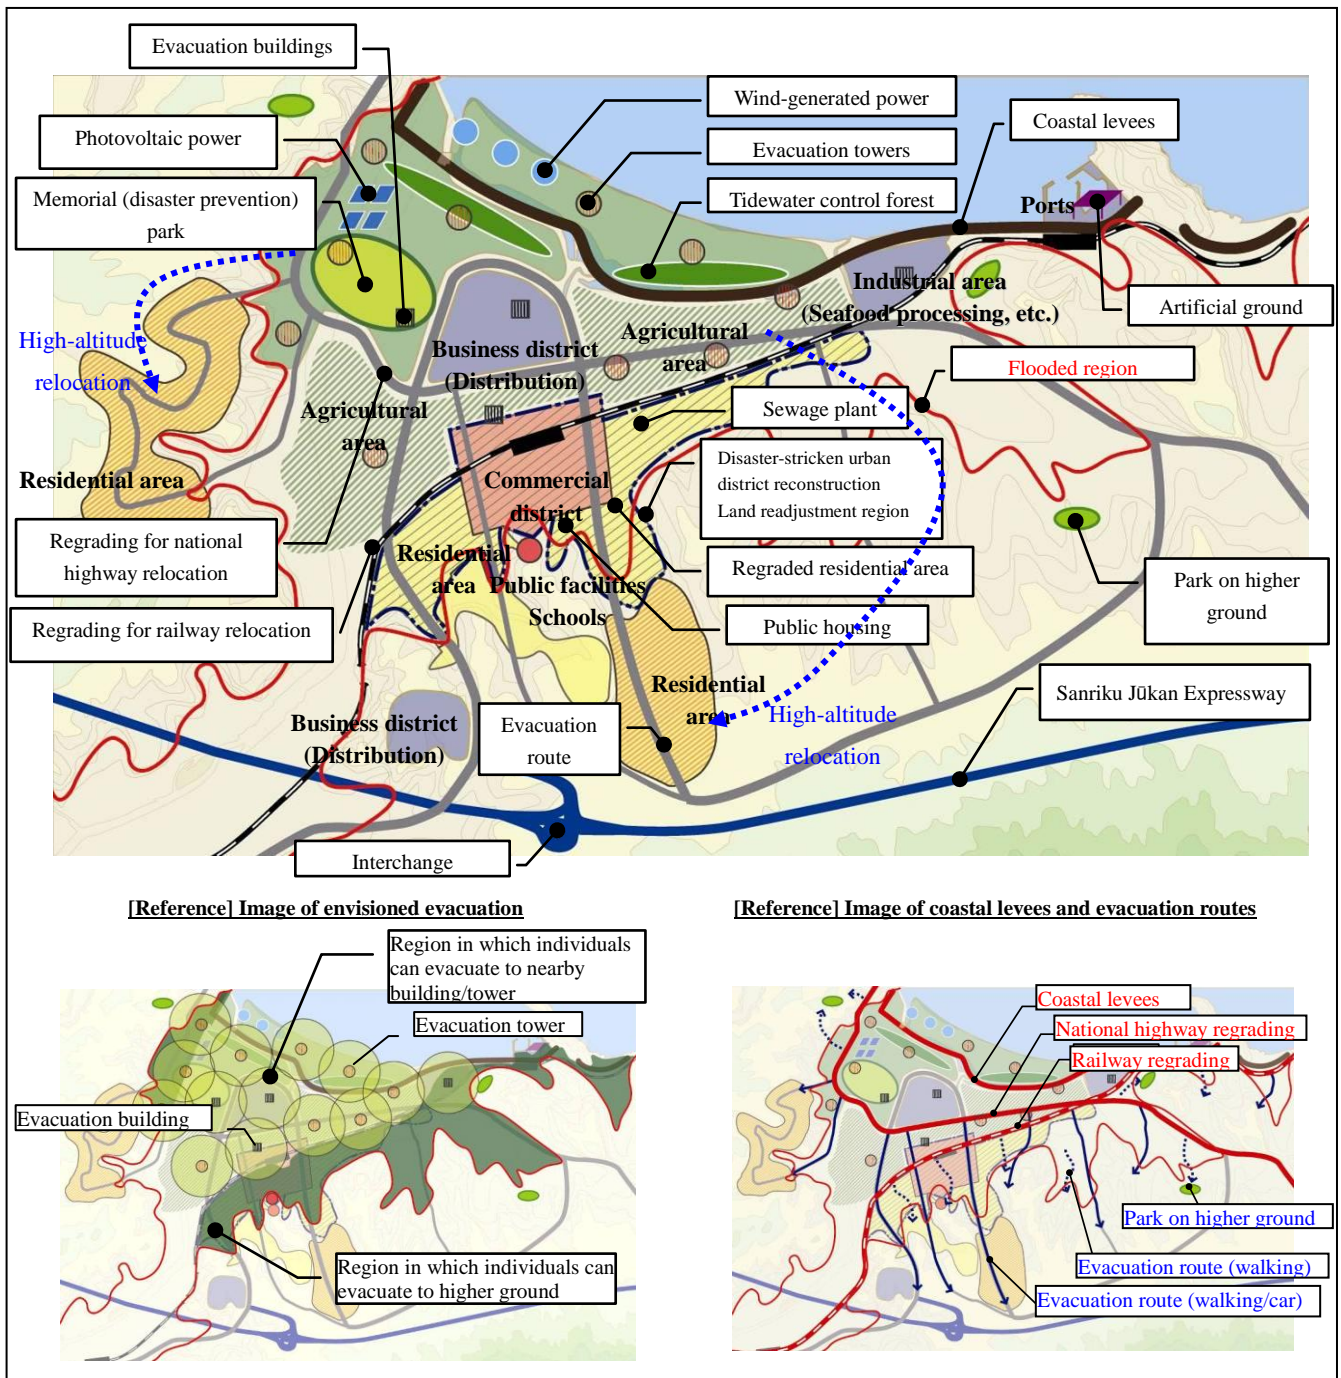 Evacuation buildings
Wind-generated power
Coastal levees
Photovoltaic power
Evacuation towers
Memorial (disaster prevention)
park
Tidewater control forest
Ports
Industrial area
(Seafood processing, etc.)
Artificial ground
High-altitude
relocation
Business district
(Distribution)
Agricultural
area
Flooded region
Agricultural
area
Sewage plant
Residential area
Commercial
district
Disaster-stricken urban
district reconstruction
Land readjustment region
Regrading for national
highway relocation
Residential
area
Public facilities
Schools
Regraded residential area
Park on higher
ground
Regrading for railway relocation
Public housing
Residential
area
High-altitude
relocation
Sanriku Jūkan Expressway
Business district
(Distribution)
Evacuation
route
Interchange
[Reference] Image of envisioned evacuation
Region in which individuals
can evacuate to nearby
building/tower
Evacuation tower
Evacuation building
Region in which individuals can
evacuate to higher ground
[Reference] Image of coastal levees and evacuation routes
Coastal levees
National highway regrading
Railway regrading
Park on higher ground
Evacuation route (walking)
Evacuation route (walking/car)